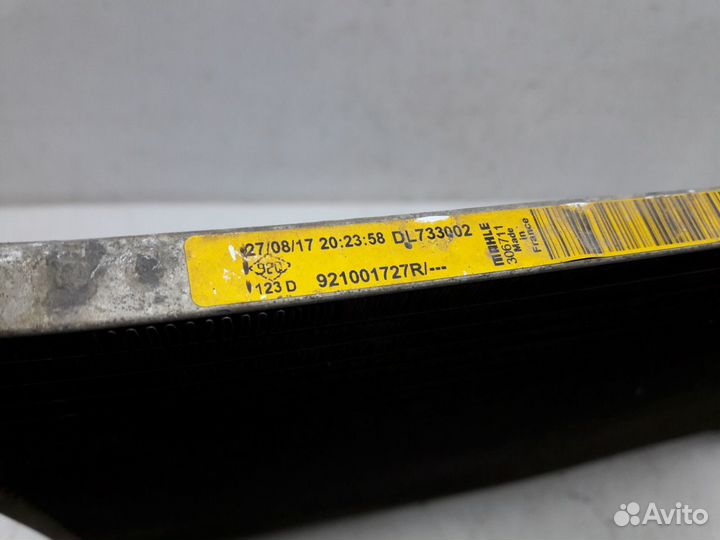 27/08/17 20:23:58 DL733002
920
123 D
921001727R/---
MAHLE
306711
Made
in
France
Avito